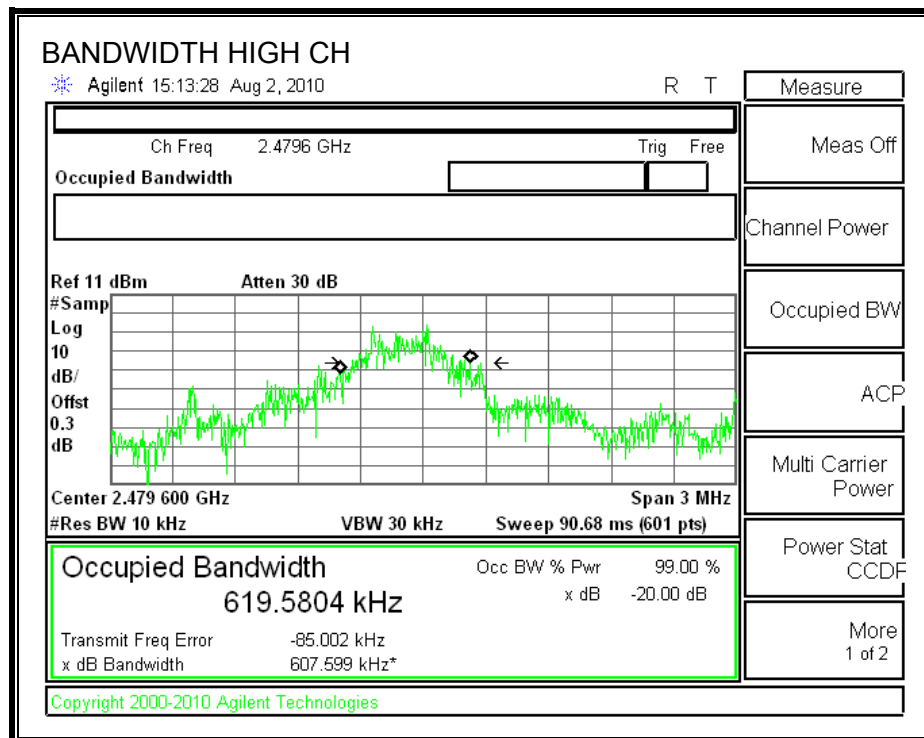 BANDWIDTH HIGH CH
Agilent 15:13:28 Aug 2, 2010 R T
Measure
Ch Freq 2.4796 GHz Trig Free
Meas Off
Occupied Bandwidth
Channel Power
Ref 11 dBm Atten 30 dB
#Samp
Log
10
dB/
Offst
0.3
dB
Occupied BW
ACP
Center 2.479 600 GHz Span 3 MHz
#Res BW 10 kHz VBW 30 kHz Sweep 90.68 ms (601 pts)
Multi Carrier
Power
Occupied Bandwidth Occ BW % Pwr 99.00 %
619.5804 kHz x dB -20.00 dB
Power Stat
CCDF
Transmit Freq Error -85.002 kHz
x dB Bandwidth 607.599 kHz*
More
1 of 2
Copyright 2000-2010 Agilent Technologies